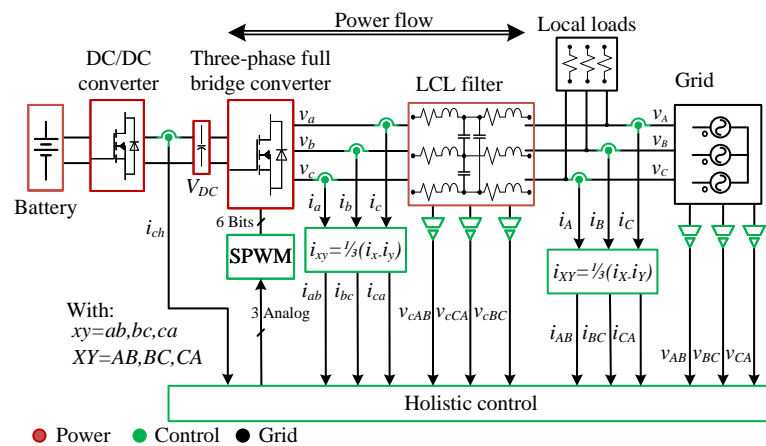 Power flow
Local loads
DC/DC
converter
Three-phase full
bridge converter
LCL filter
Grid
v_a
v_b
v_c
v_A
v_B
v_C
V_DC
Battery
i_ch
6 Bits
i_a
i_b
i_c
i_A
i_B
i_C
SPWM
i_xy=⅓(i_x-i_y)
i_XY=⅓(i_X-i_Y)
3 Analog
i_ab
i_bc
i_ca
v_cAB
v_cCA
v_cBC
i_AB
i_BC
i_CA
v_AB
v_BC
v_CA
With:
xy=ab,bc,ca
XY=AB,BC,CA
Holistic control
Power
Control
Grid